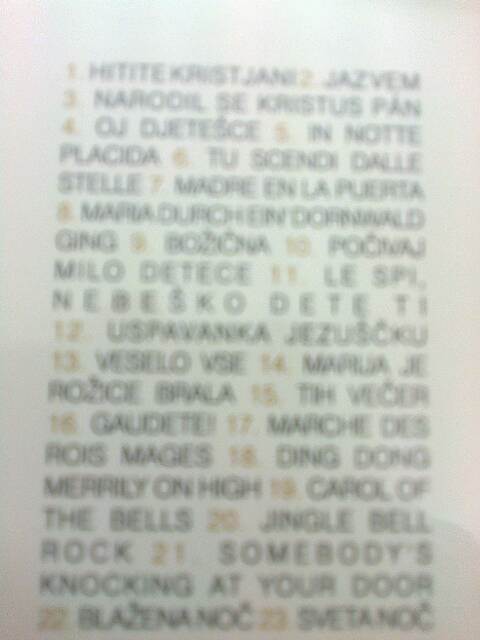 1. HITITE KRISTJANI 2. JAZ VEM
3. NARODIL SE KRISTUS PÁN
4. OJ DJETEŠCE 5. IN NOTTE
PLACIDA 6. TU SCENDI DALLE
STELLE 7. MADRE EN LA PUERTA
8. MARIA DURCH EIN' DORNWALD
GING 9. BOŽIČNA 10. POČIVAJ
MILO DETECE 11. LE SPI,
NEBEŠKO DETE TI
12. USPAVANKA JEZUŠČKU
13. VESELO VSE 14. MARIJA JE
ROŽICE BRALA 15. TIH VEČER
16. GAUDETE! 17. MARCHE DES
ROIS MAGES 18. DING DONG
MERRILY ON HIGH 19. CAROL OF
THE BELLS 20. JINGLE BELL
ROCK 21. SOMEBODY'S
KNOCKING AT YOUR DOOR
22. BLAŽENA NOČ 23. SVETA NOČ